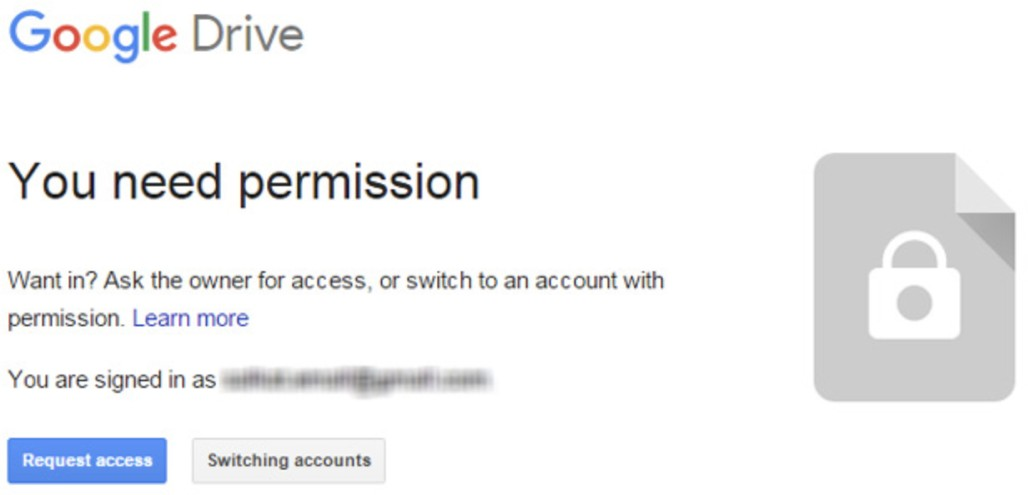 Google Drive
You need permission
Want in? Ask the owner for access, or switch to an account with
permission. Learn more
You are signed in as
Request access
Switching accounts